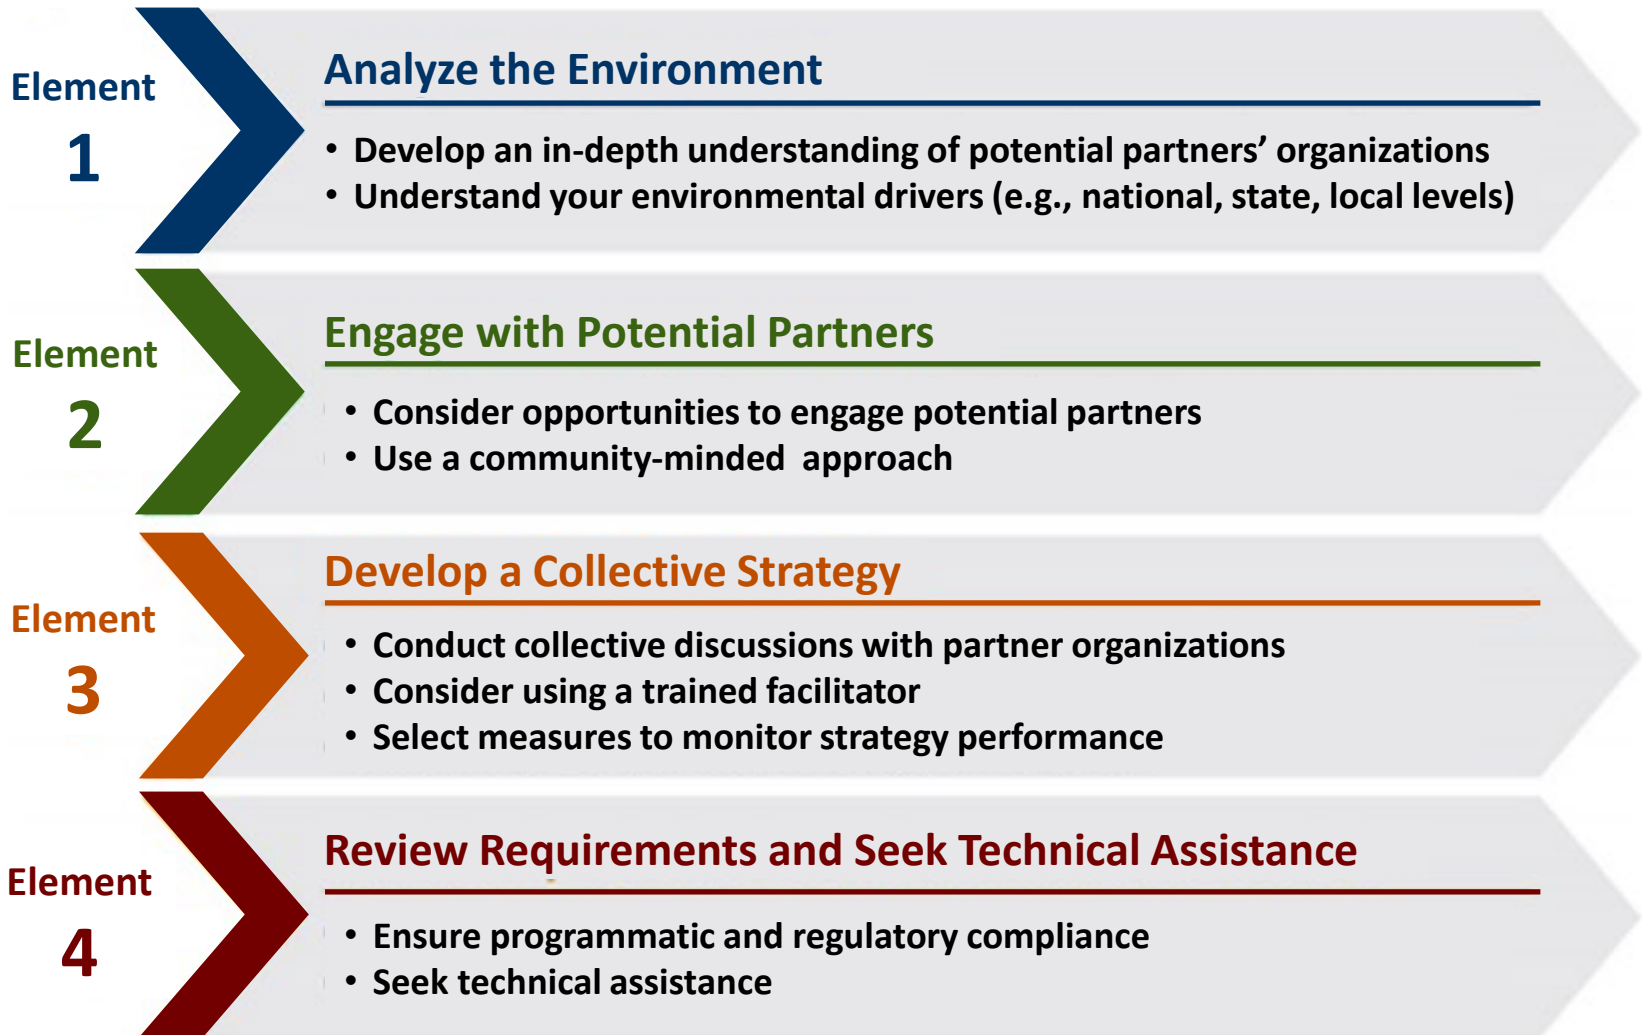 Element
1
Analyze the Environment
• Develop an in-depth understanding of potential partners’ organizations
• Understand your environmental drivers (e.g., national, state, local levels)
Element
2
Engage with Potential Partners
• Consider opportunities to engage potential partners
• Use a community-minded  approach
Element
3
Develop a Collective Strategy
• Conduct collective discussions with partner organizations
• Consider using a trained facilitator
• Select measures to monitor strategy performance
Element
4
Review Requirements and Seek Technical Assistance
• Ensure programmatic and regulatory compliance
• Seek technical assistance